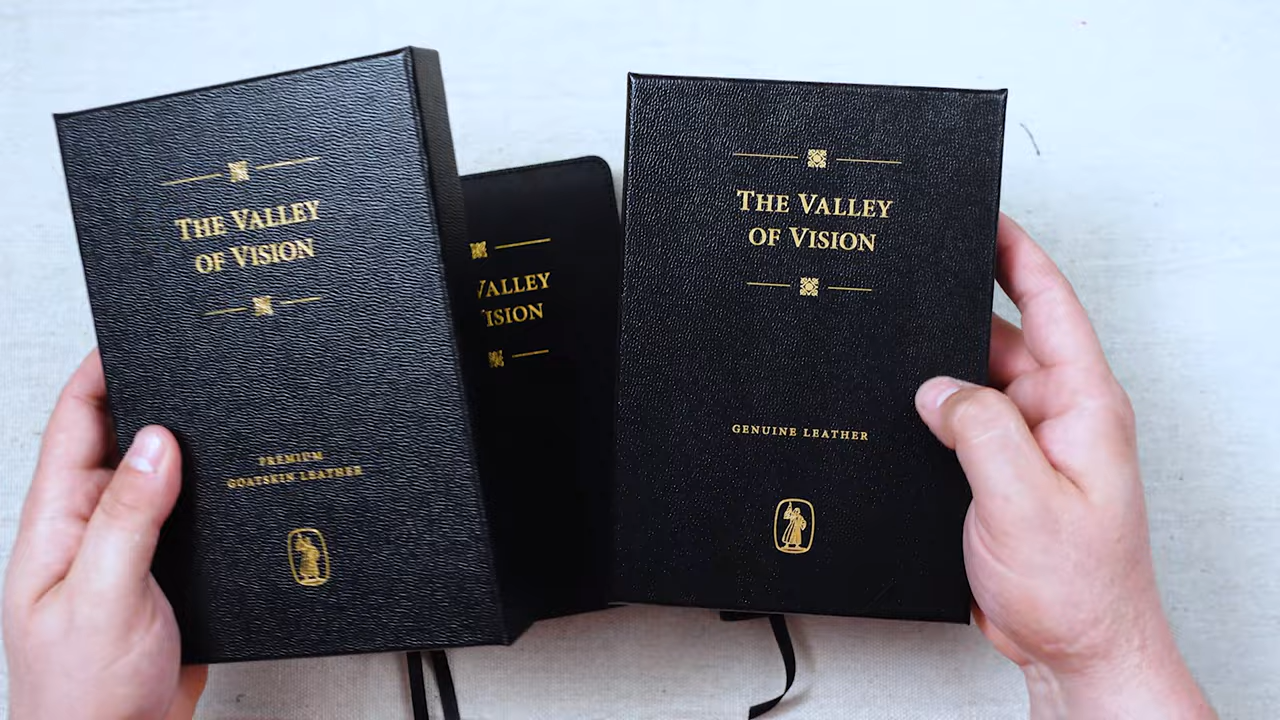 THE VALLEY
OF VISION
PREMIUM
GOATSKIN LEATHER
VALLEY
VISION
THE VALLEY
OF VISION
GENUINE LEATHER